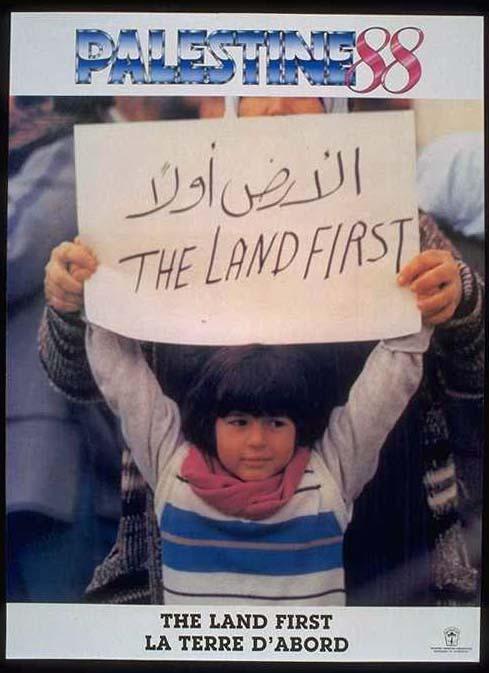 PALESTINE 88
الأرض أولاً
THE LAND FIRST
THE LAND FIRST
LA TERRE D'ABORD